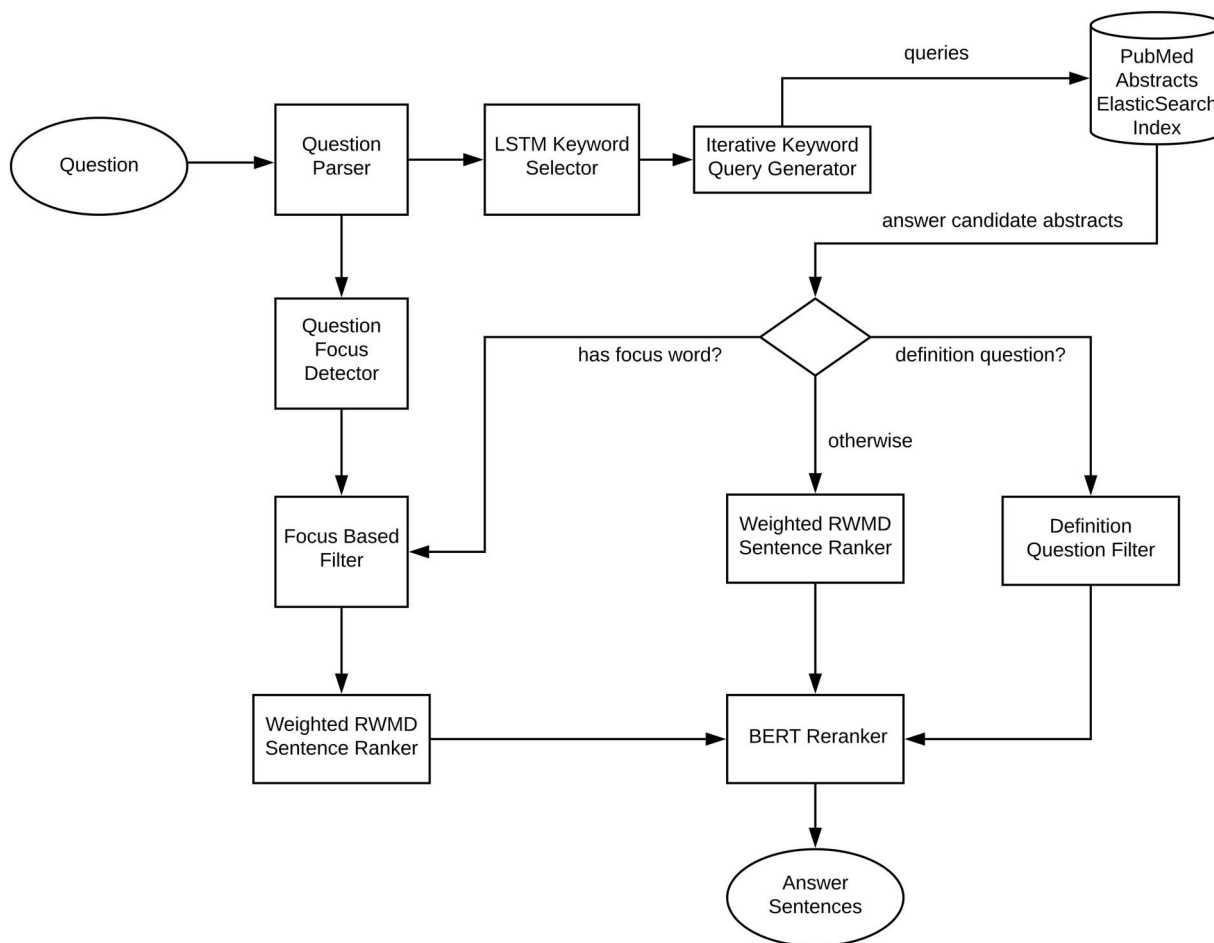 queries
PubMed
Abstracts
ElasticSearch
Index
Question
Question
Parser
LSTM Keyword
Selector
Iterative Keyword
Query Generator
answer candidate abstracts
Question
Focus
Detector
has focus word?
definition question?
otherwise
Focus Based
Filter
Weighted RWMD
Sentence Ranker
Definition
Question Filter
Weighted RWMD
Sentence Ranker
BERT Reranker
Answer
Sentences